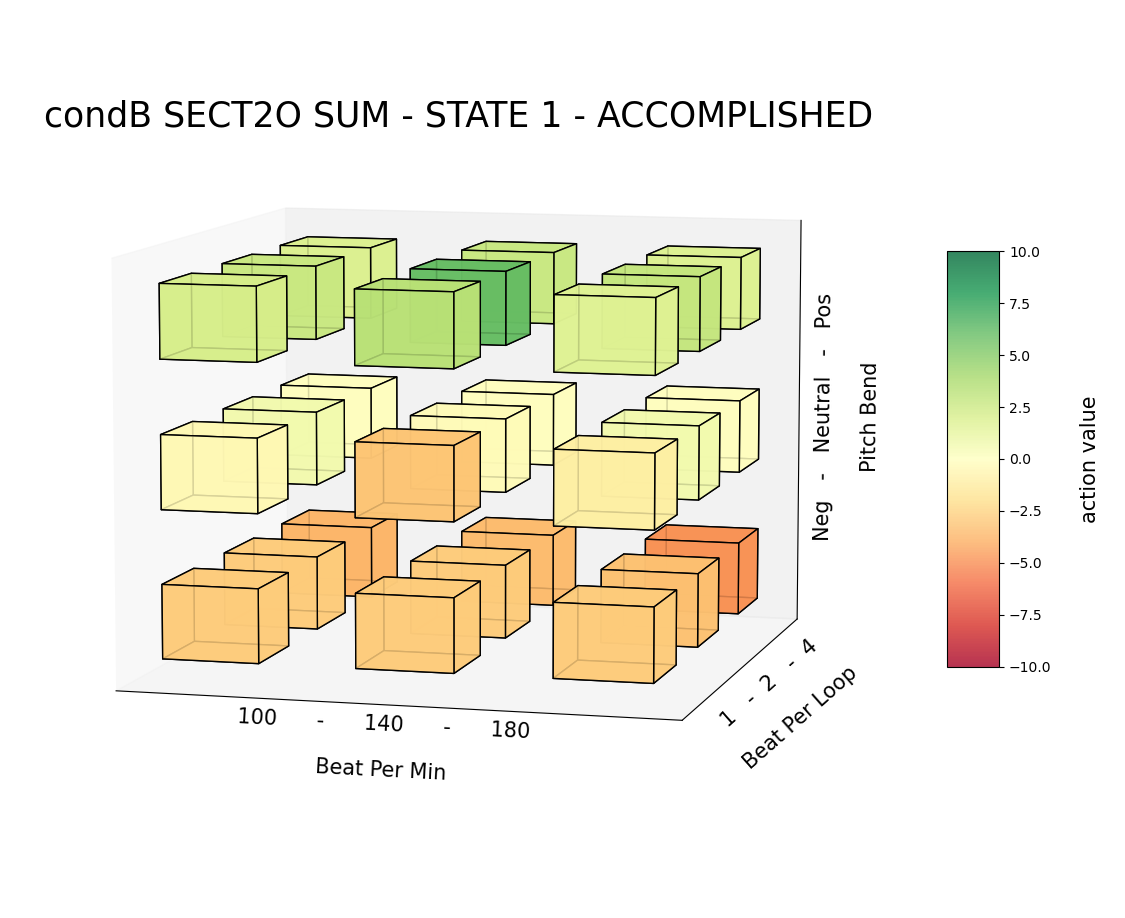 condB SECT2O SUM - STATE 1 - ACCOMPLISHED
Neg - Neutral - Pos
Pitch Bend
100 - 140 - 180
Beat Per Min
1 - 2 - 4
Beat Per Loop
10.0
7.5
5.0
2.5
0.0
−2.5
−5.0
−7.5
−10.0
action value